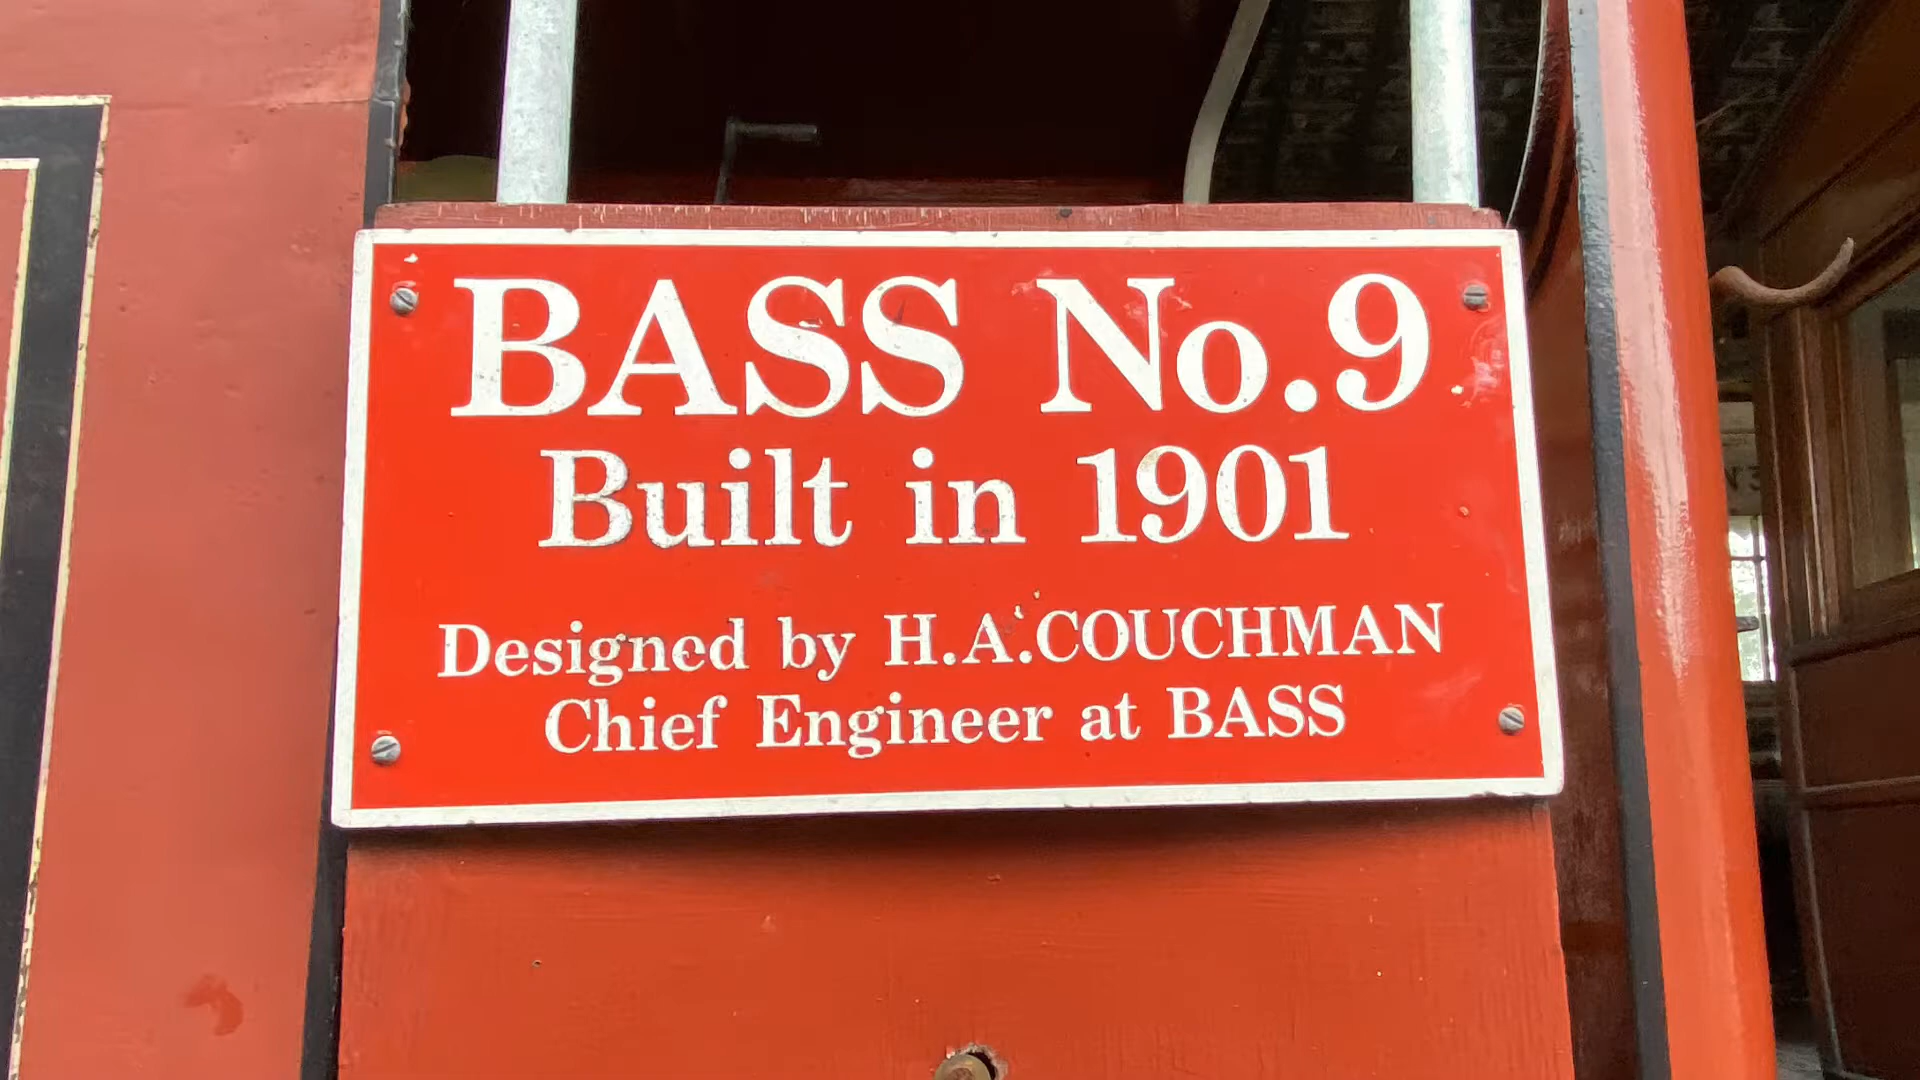 BASS No.9
Built in 1901
Designed by H.A.COUCHMAN
Chief Engineer at BASS